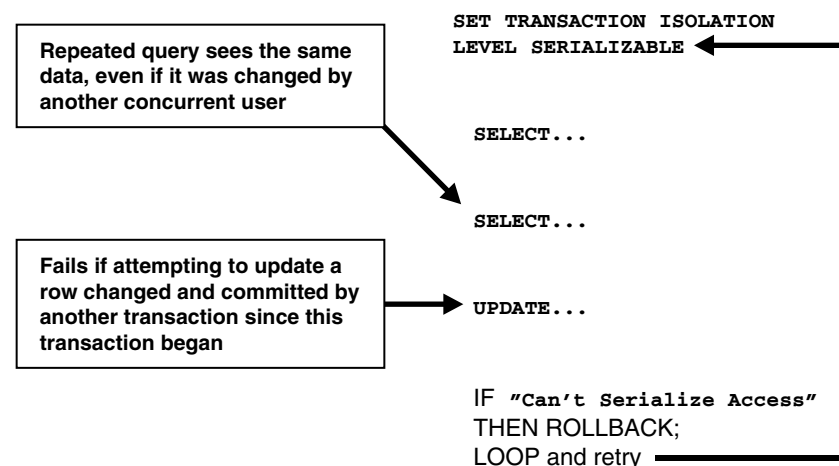 SET TRANSACTION ISOLATION
LEVEL SERIALIZABLE
Repeated query sees the same
data, even if it was changed by
another concurrent user
SELECT...
SELECT...
Fails if attempting to update a
row changed and committed by
another transaction since this
transaction began
UPDATE...
IF "Can't Serialize Access"
THEN ROLLBACK;
LOOP and retry